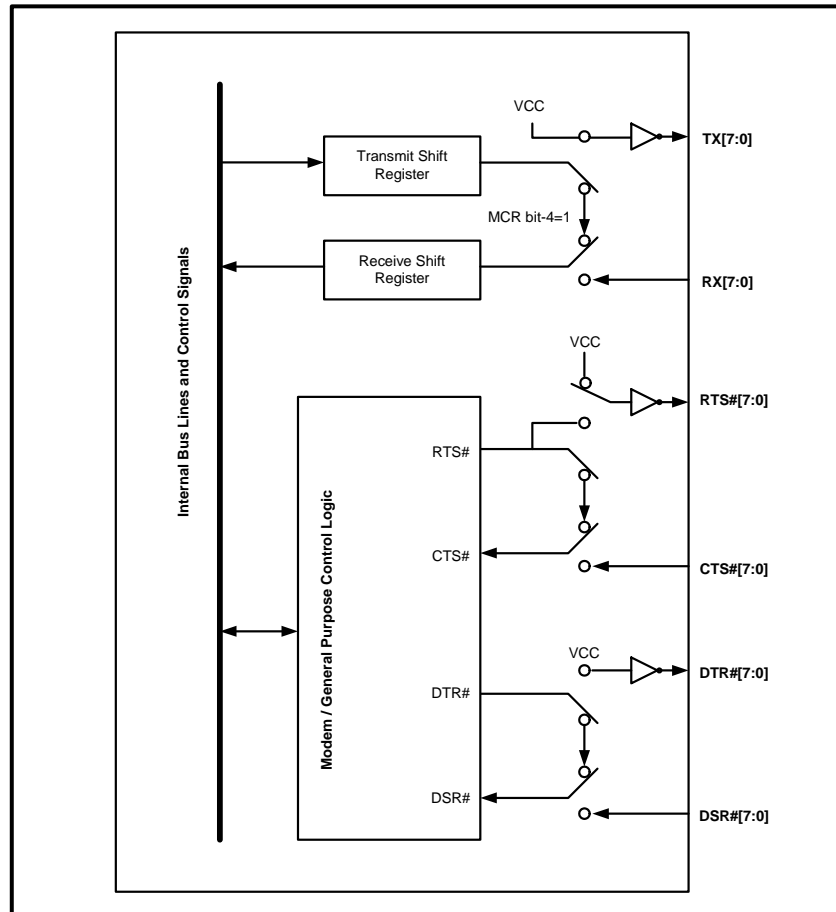 VCC
TX[7:0]
Transmit Shift
Register
MCR bit-4=1
Receive Shift
Register
RX[7:0]
Internal Bus Lines and Control Signals
VCC
RTS#[7:0]
Modem / General Purpose Control Logic
RTS#
CTS#
CTS#[7:0]
VCC
DTR#[7:0]
DTR#
DSR#
DSR#[7:0]